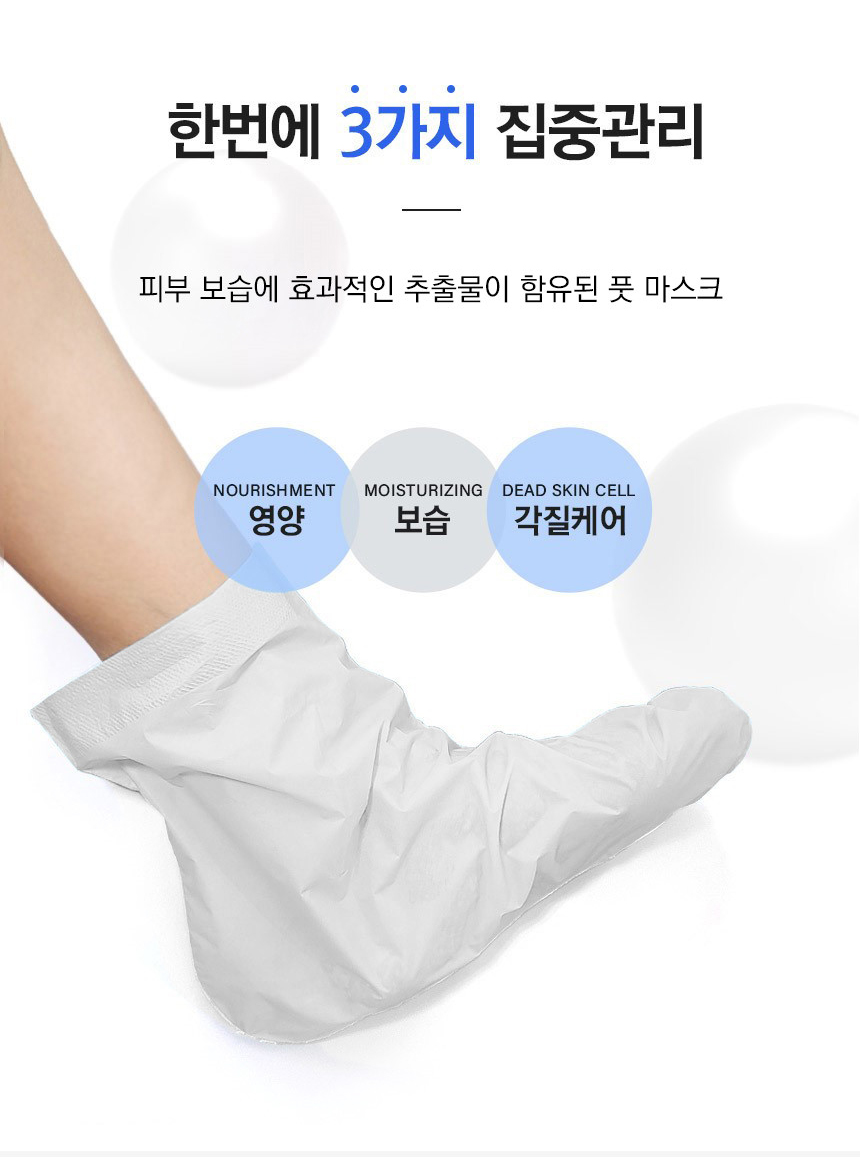 한번에 3가지 집중관리
피부 보습에 효과적인 추출물이 함유된 풋 마스크
NOURISHMENT
영양
MOISTURIZING
보습
DEAD SKIN CELL
각질케어